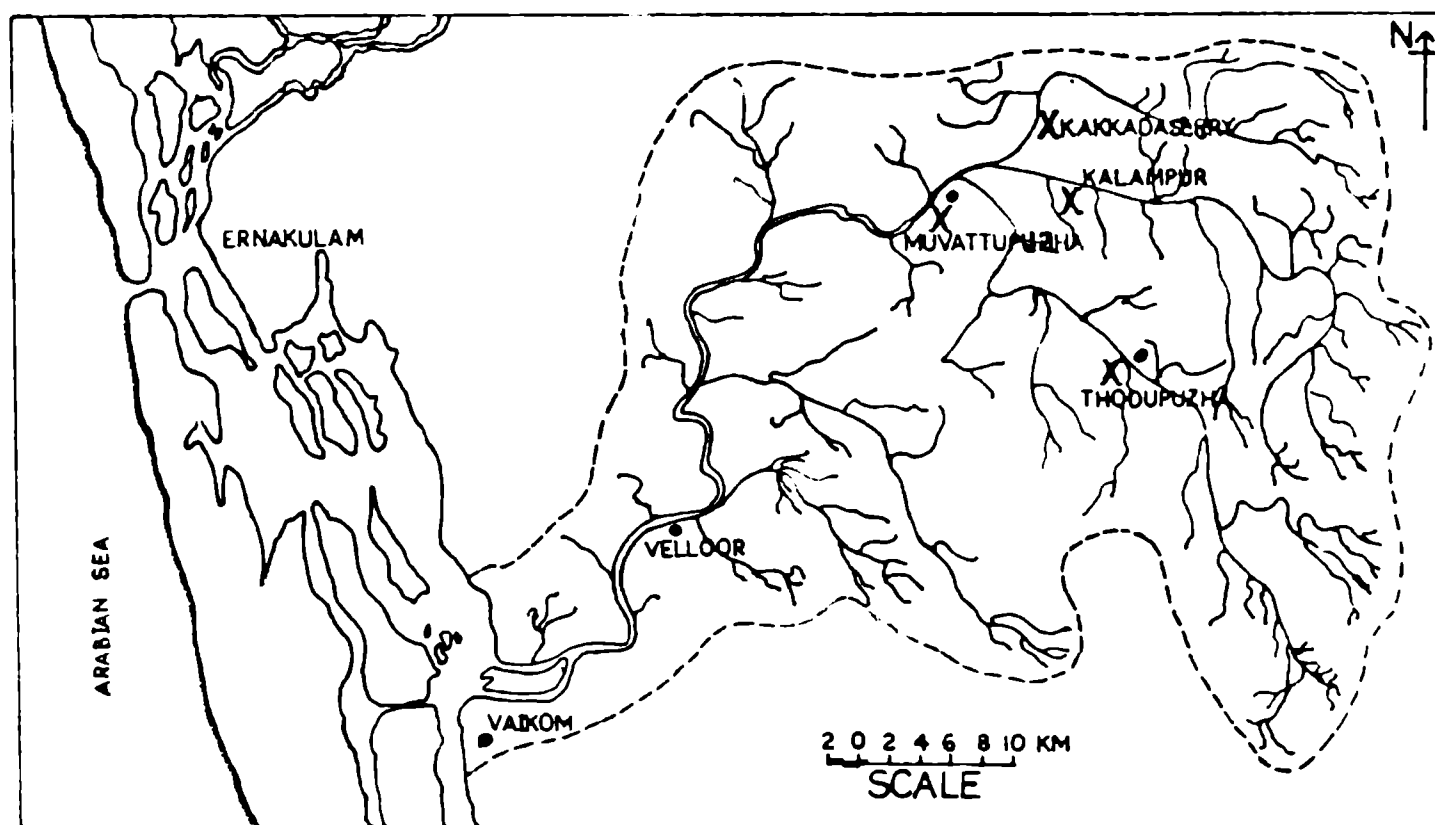 N
KAKKADASSERY
KALAMPUR
ERNAKULAM
MUVATTUPUZHA
THODUPUZHA
VELLOOR
ARABIAN SEA
VAIKOM
2 0 2 4 6 8 10 KM
SCALE